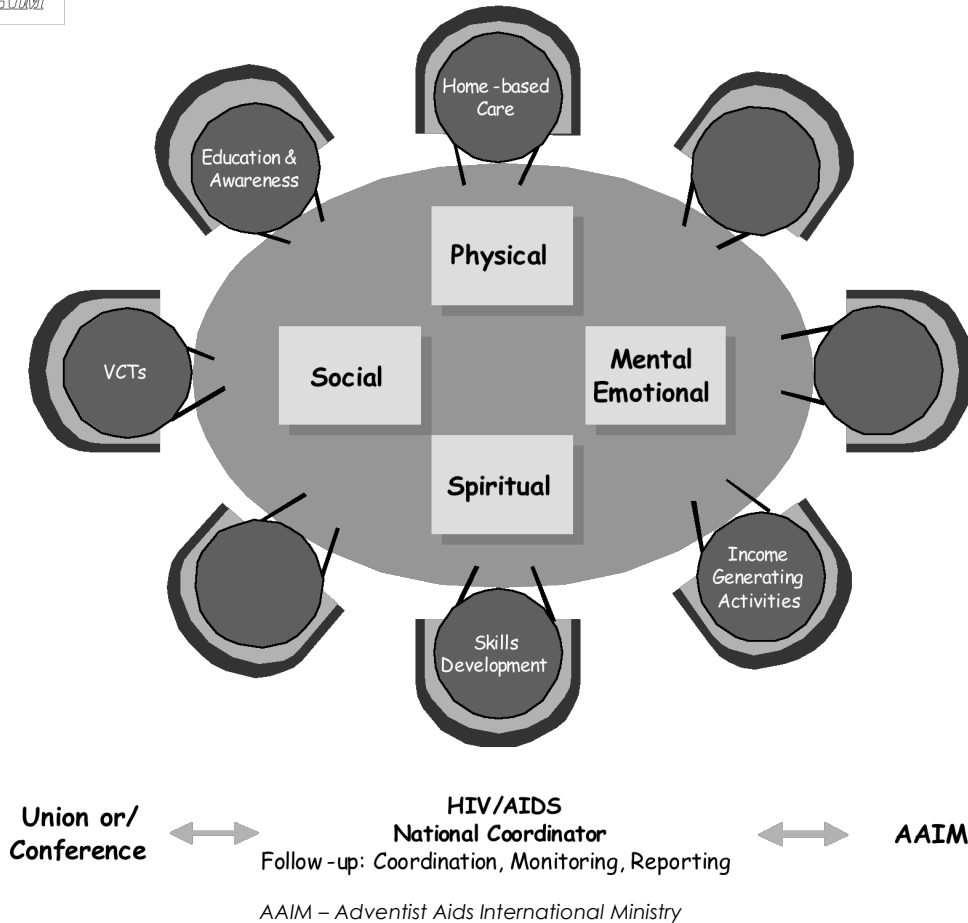 Home -based
Care
Education &
Awareness
Physical
VCTs
Social
Mental
Emotional
Spiritual
Income
Generating
Activities
Skills
Development
Union or/
Conference
HIV/AIDS
National Coordinator
Follow -up: Coordination, Monitoring, Reporting
AAIM
AAIM – Adventist Aids International Ministry